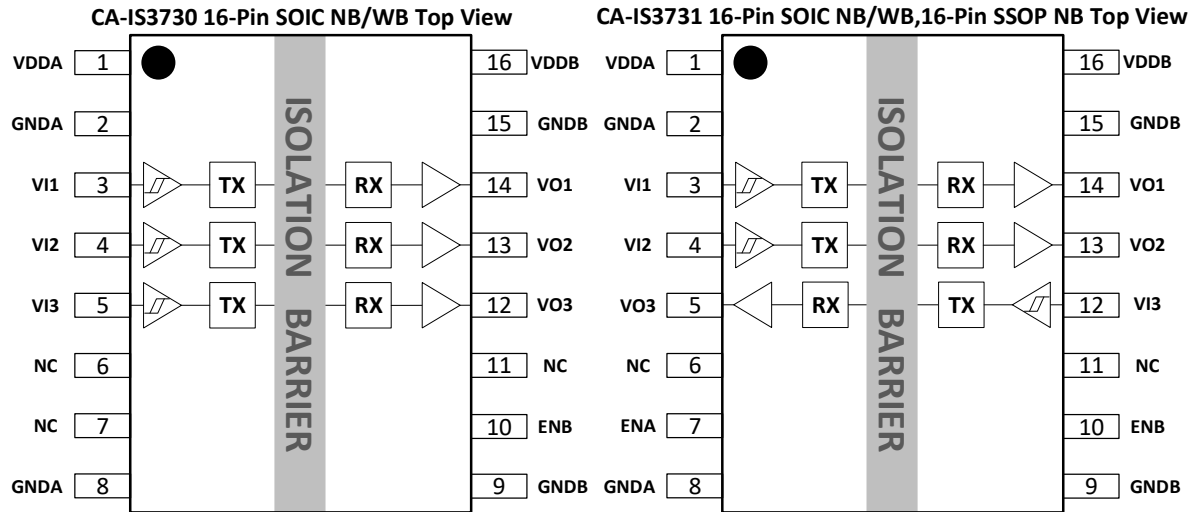 CA-IS3730 16-Pin SOIC NB/WB Top View
VDDA 1 16 VDDB
GNDA 2 15 GNDB
VI1 3 TX RX 14 VO1
VI2 4 TX RX 13 VO2
VI3 5 TX RX 12 VO3
NC 6 11 NC
NC 7 10 ENB
GNDA 8 9 GNDB
ISOLATION BARRIER
CA-IS3731 16-Pin SOIC NB/WB,16-Pin SSOP NB Top View
VDDA 1 16 VDDB
GNDA 2 15 GNDB
VI1 3 TX RX 14 VO1
VI2 4 TX RX 13 VO2
VO3 5 RX TX 12 VI3
NC 6 11 NC
ENA 7 10 ENB
GNDA 8 9 GNDB
ISOLATION BARRIER